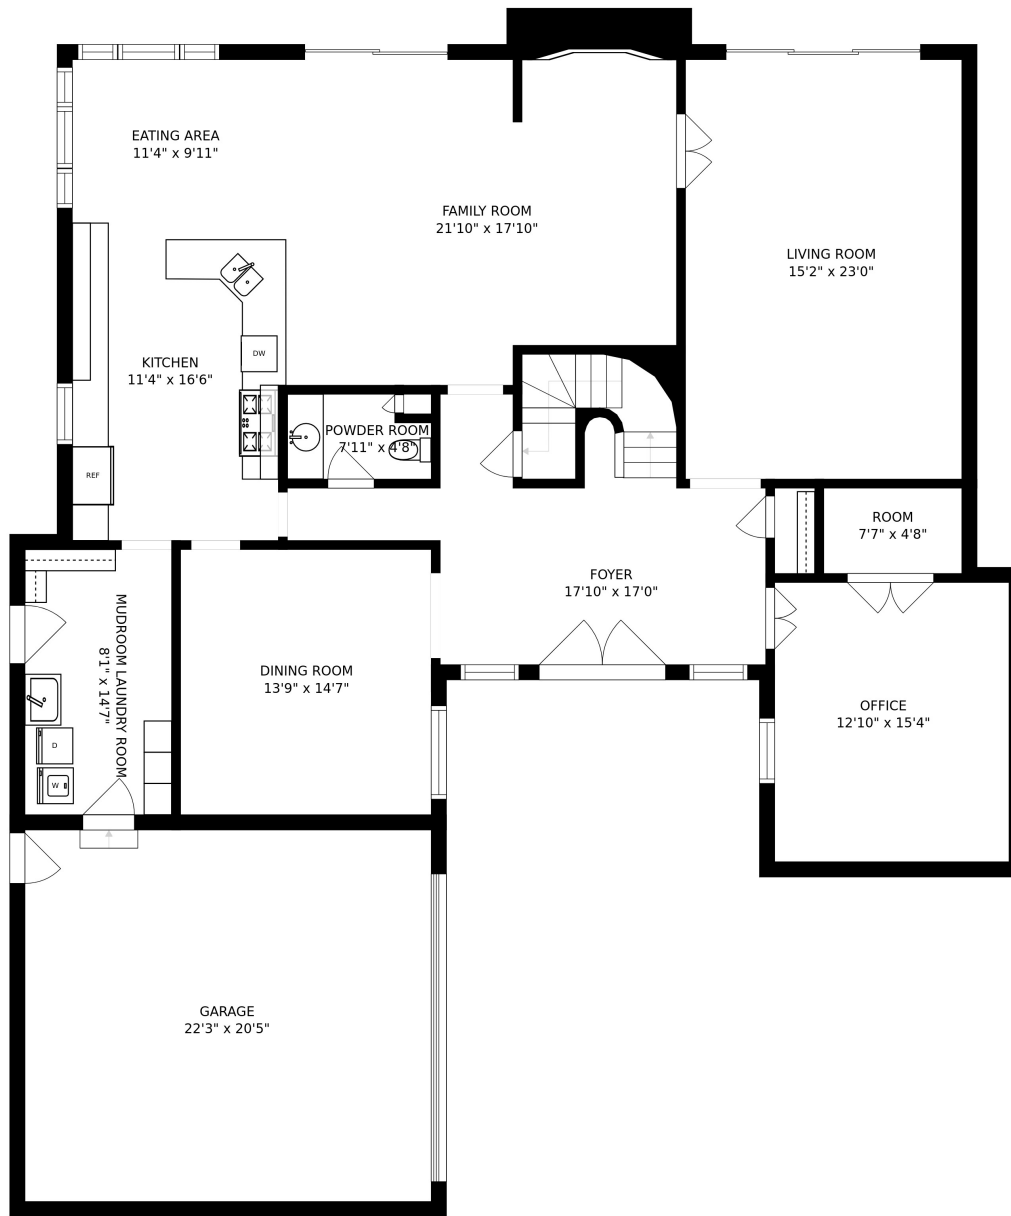 EATING AREA
11'4" x 9'11"
FAMILY ROOM
21'10" x 17'10"
LIVING ROOM
15'2" x 23'0"
DW
KITCHEN
11'4" x 16'6"
POWDER ROOM
7'11" x 4'8"
REF
ROOM
7'7" x 4'8"
FOYER
17'10" x 17'0"
MUDROOM LAUNDRY ROOM
8'1" x 14'7"
DINING ROOM
13'9" x 14'7"
OFFICE
12'10" x 15'4"
D
W
GARAGE
22'3" x 20'5"